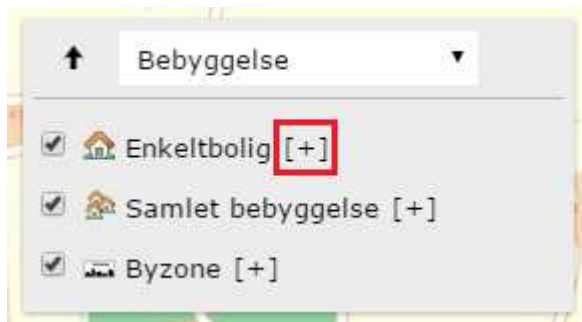 Bebyggelse
Enkeltbolig [+]
Samlet bebyggelse [+]
Byzone [+]